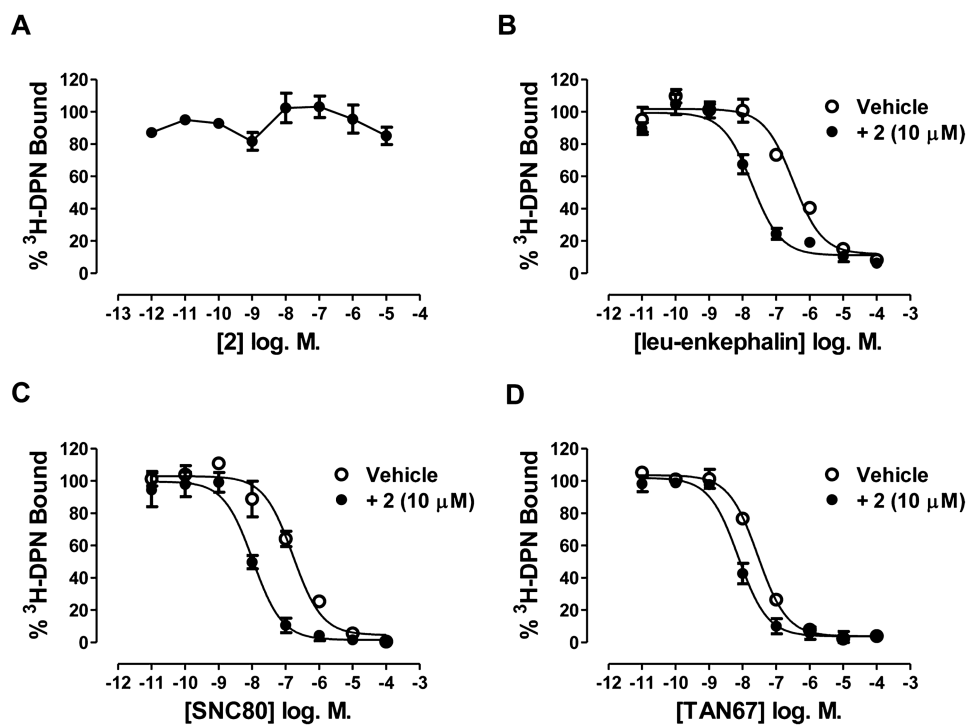 A
% ³H-DPN Bound
120
100
80
60
40
20
0
-13 -12 -11 -10 -9 -8 -7 -6 -5 -4
[2] log. M.
B
% ³H-DPN Bound
120
100
80
60
40
20
0
Vehicle
+ 2 (10 μM)
-12 -11 -10 -9 -8 -7 -6 -5 -4 -3
[leu-enkephalin] log. M.
C
% ³H-DPN Bound
120
100
80
60
40
20
0
Vehicle
+ 2 (10 μM)
-12 -11 -10 -9 -8 -7 -6 -5 -4 -3
[SNC80] log. M.
D
% ³H-DPN Bound
120
100
80
60
40
20
0
Vehicle
+ 2 (10 μM)
-12 -11 -10 -9 -8 -7 -6 -5 -4 -3
[TAN67] log. M.